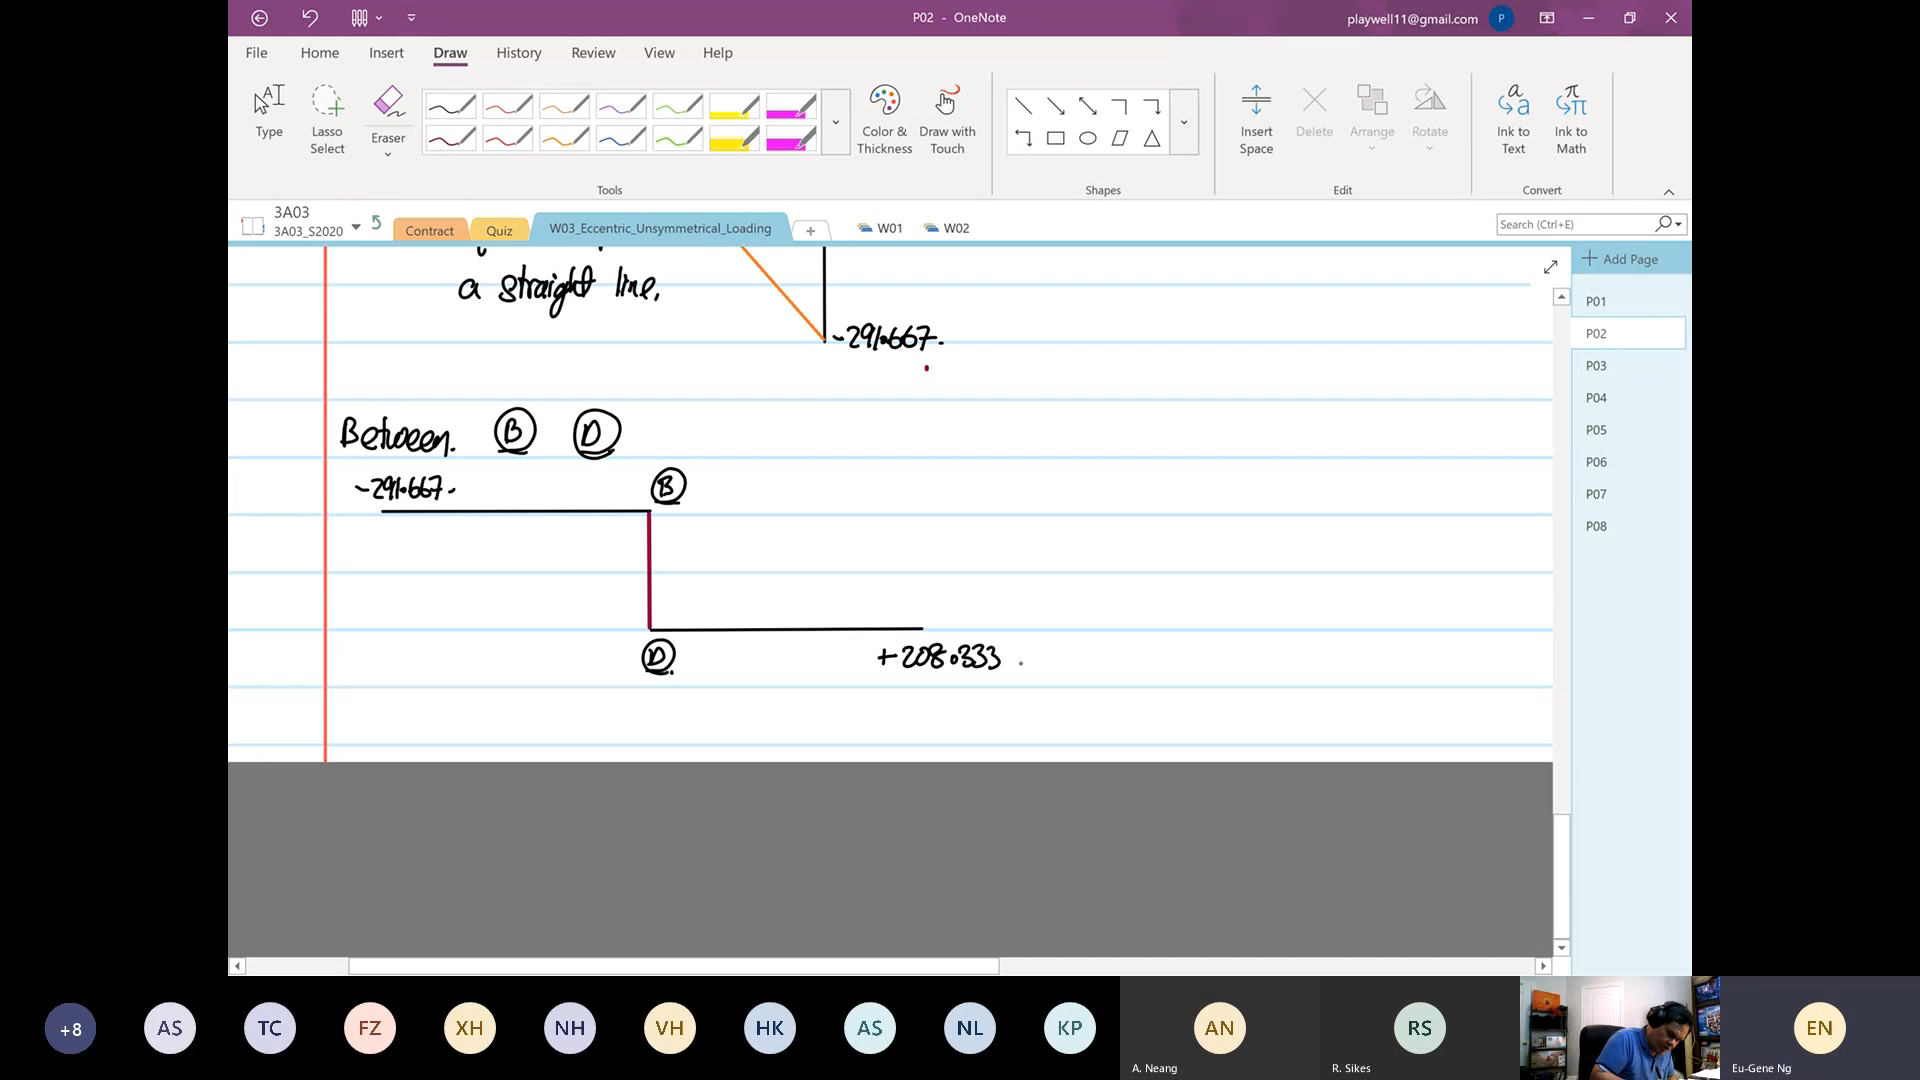 P02 - OneNote
playwell11@gmail.com
P
File Home Insert Draw History Review View Help
Type
Lasso Select
Eraser
Color & Thickness
Draw with Touch
Insert Space
Delete
Arrange
Rotate
Ink to Text
Ink to Math
Tools
Shapes
Edit
Convert
3A03
3A03_S2020
Contract
Quiz
W03_Eccentric_Unsymmetrical_Loading
+
W01
W02
Search (Ctrl+E)
Add Page
P01
P02
P03
P04
P05
P06
P07
P08
a straight line,
-291.667.
Between. B D
-291.667.
B
D.
+208.333
+8 AS TC FZ XH NH VH HK AS NL KP AN RS EN
A. Neang
R. Sikes
Eu-Gene Ng